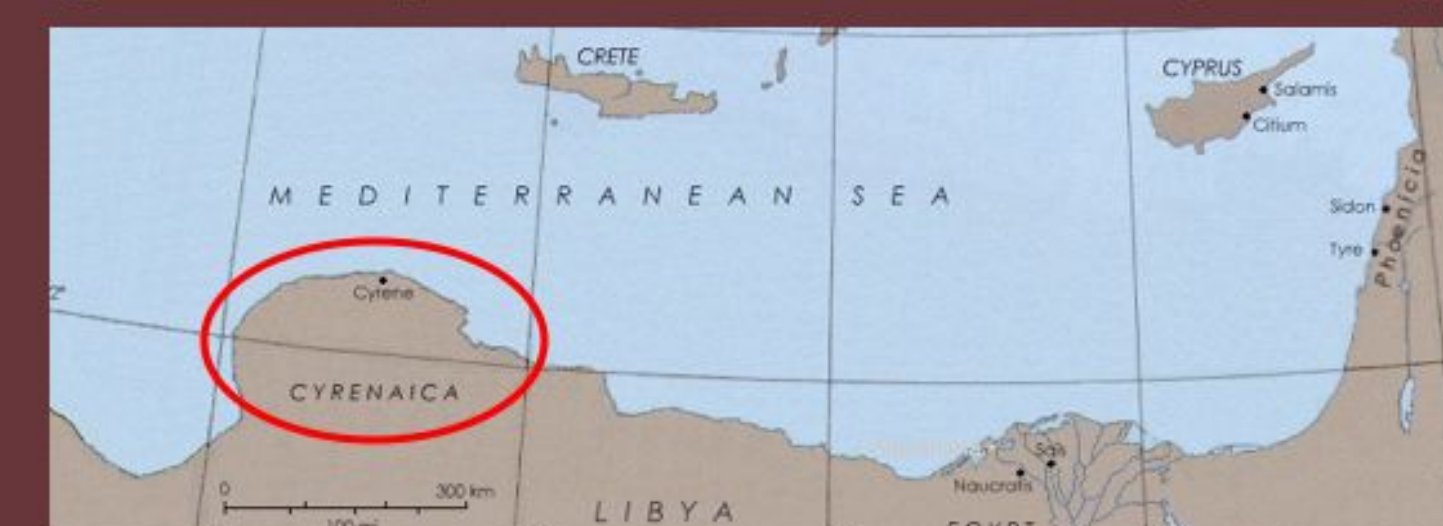 CRETE
CYPRUS
Salamis
Citium
MEDITERRANEAN SEA
Phoenicia
Sidon
Tyre
Cyrene
CYRENAICA
0 300 km
Sais
Naucratis
LIBYA